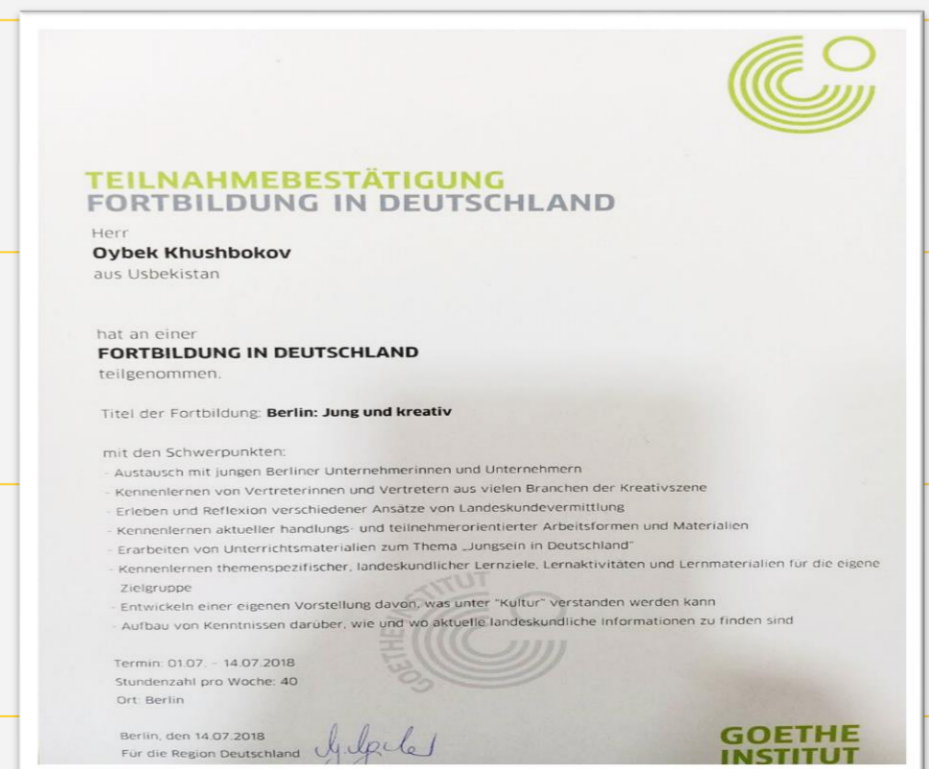 TEILNAHMEBESTÄTIGUNG
FORTBILDUNG IN DEUTSCHLAND
Herr
Oybek Khushbokov
aus Usbekistan
hat an einer
FORTBILDUNG IN DEUTSCHLAND
teilgenommen.
Titel der Fortbildung: Berlin: Jung und kreativ
mit den Schwerpunkten:
- Austausch mit jungen Berliner Unternehmerinnen und Unternehmern
- Kennenlernen von Vertreterinnen und Vertretern aus vielen Branchen der Kreativszene
- Erleben und Reflexion verschiedener Ansätze von Landeskundevermittlung
- Kennenlernen aktueller handlungs- und teilnehmerorientierter Arbeitsformen und Materialien
- Erarbeiten von Unterrichtsmaterialien zum Thema „Jungsein in Deutschland"
- Kennenlernen themenspezifischer, landeskundlicher Lernziele, Lernaktivitäten und Lernmaterialien für die eigene
Zielgruppe
- Entwickeln einer eigenen Vorstellung davon, was unter "Kultur" verstanden werden kann
- Aufbau von Kenntnissen darüber, wie und wo aktuelle landeskundliche Informationen zu finden sind
GOETHE INSTITUT
Termin: 01.07. - 14.07.2018
Stundenzahl pro Woche: 40
Ort: Berlin
Berlin, den 14.07.2018
Für die Region Deutschland
GOETHE
INSTITUT